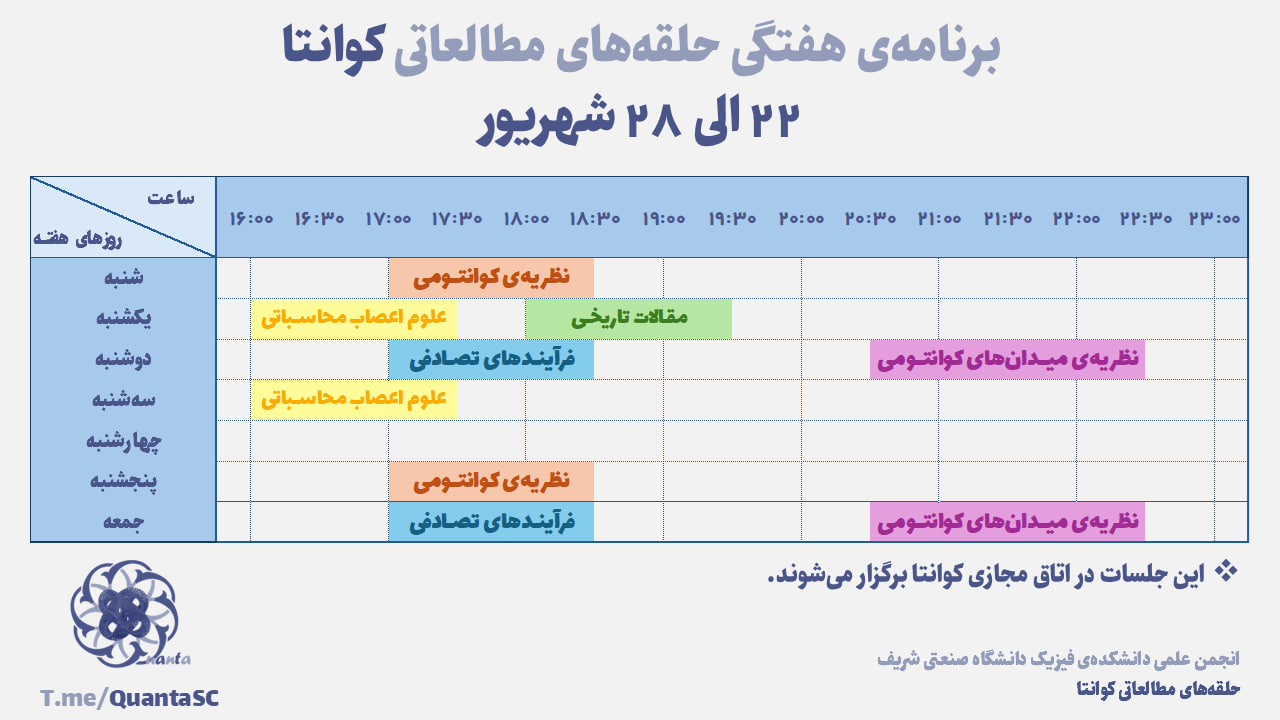 برنامه‌ی هفتگی حلقه‌های مطالعاتی کوانتا
۲۲ الی ۲۸ شهریور
ساعت
روزهای هفته
۱۶:۰۰ ۱۶:۳۰ ۱۷:۰۰ ۱۷:۳۰ ۱۸:۰۰ ۱۸:۳۰ ۱۹:۰۰ ۱۹:۳۰ ۲۰:۰۰ ۲۰:۳۰ ۲۱:۰۰ ۲۱:۳۰ ۲۲:۰۰ ۲۲:۳۰ ۲۳:۰۰
شنبه نظریه‌ی کوانتومی
یکشنبه علوم اعصاب محاسباتی مقالات تاریخی
دوشنبه فرآیندهای تصادفی نظریه‌ی میدان‌های کوانتومی
سه‌شنبه علوم اعصاب محاسباتی
چهارشنبه
پنجشنبه نظریه‌ی کوانتومی
جمعه فرآیندهای تصادفی نظریه‌ی میدان‌های کوانتومی
این جلسات در اتاق مجازی کوانتا برگزار می‌شوند.
انجمن علمی دانشکده‌ی فیزیک دانشگاه صنعتی شریف
حلقه‌های مطالعاتی کوانتا
Quanta
T.me/QuantaSC